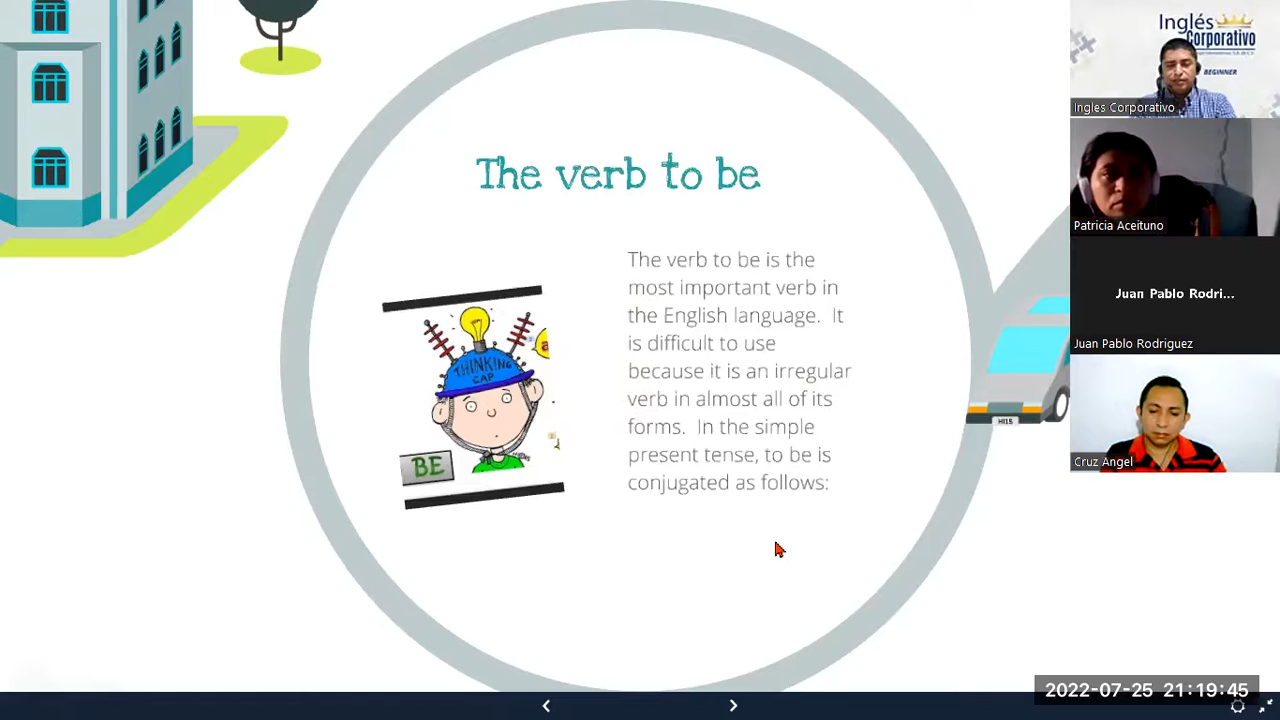 The verb to be
The verb to be is the
most important verb in
the English language.  It
is difficult to use
because it is an irregular
verb in almost all of its
forms.  In the simple
present tense, to be is
conjugated as follows:
THINKING
CAP
BE
HI15
Inglés
Corporativo
BEGINNER
Ingles Corporativo
Patricia Aceituno
Juan Pablo Rodri...
Juan Pablo Rodriguez
Cruz Angel
2022-07-25 21:19:45